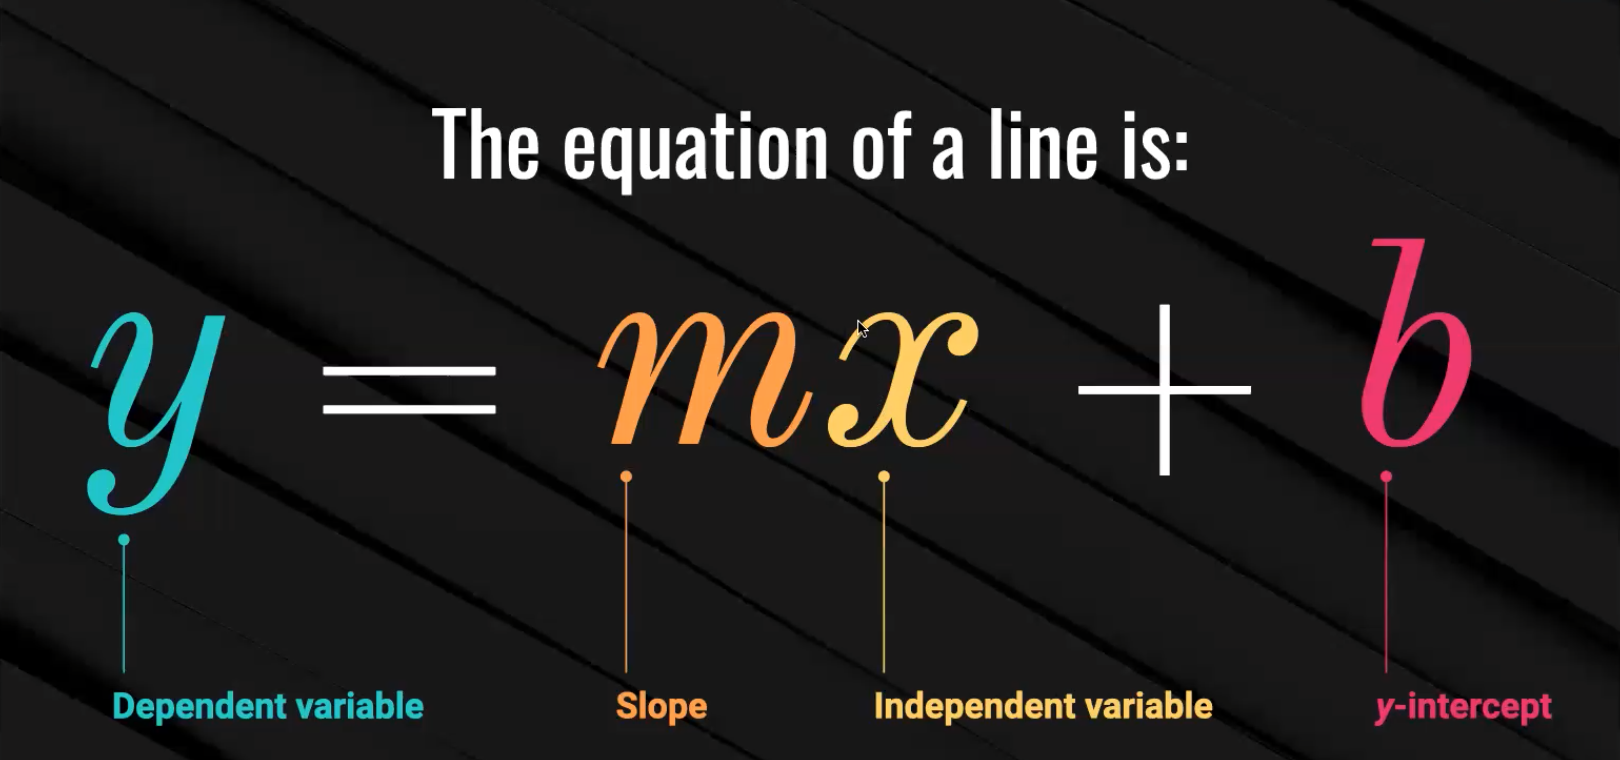 The equation of a line is:
y = mx + b
Dependent variable Slope Independent variable y-intercept